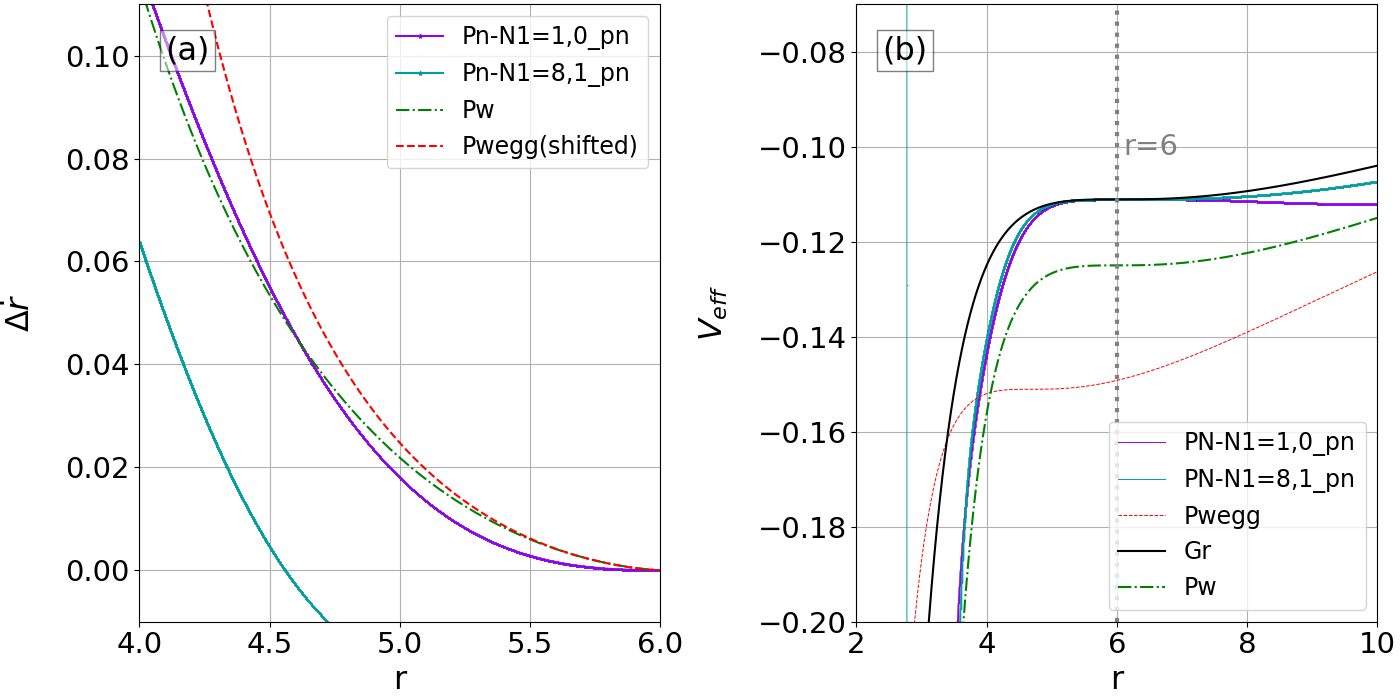 (a)
Pn-N1=1,0_pn
Pn-N1=8,1_pn
Pw
Pwegg(shifted)
0.10
0.08
0.06
0.04
0.02
0.00
Δṙ
4.0 4.5 5.0 5.5 6.0
r
(b)
r=6
−0.08
−0.10
−0.12
−0.14
−0.16
−0.18
−0.20
V_eff
PN-N1=1,0_pn
PN-N1=8,1_pn
Pwegg
Gr
Pw
2 4 6 8 10
r